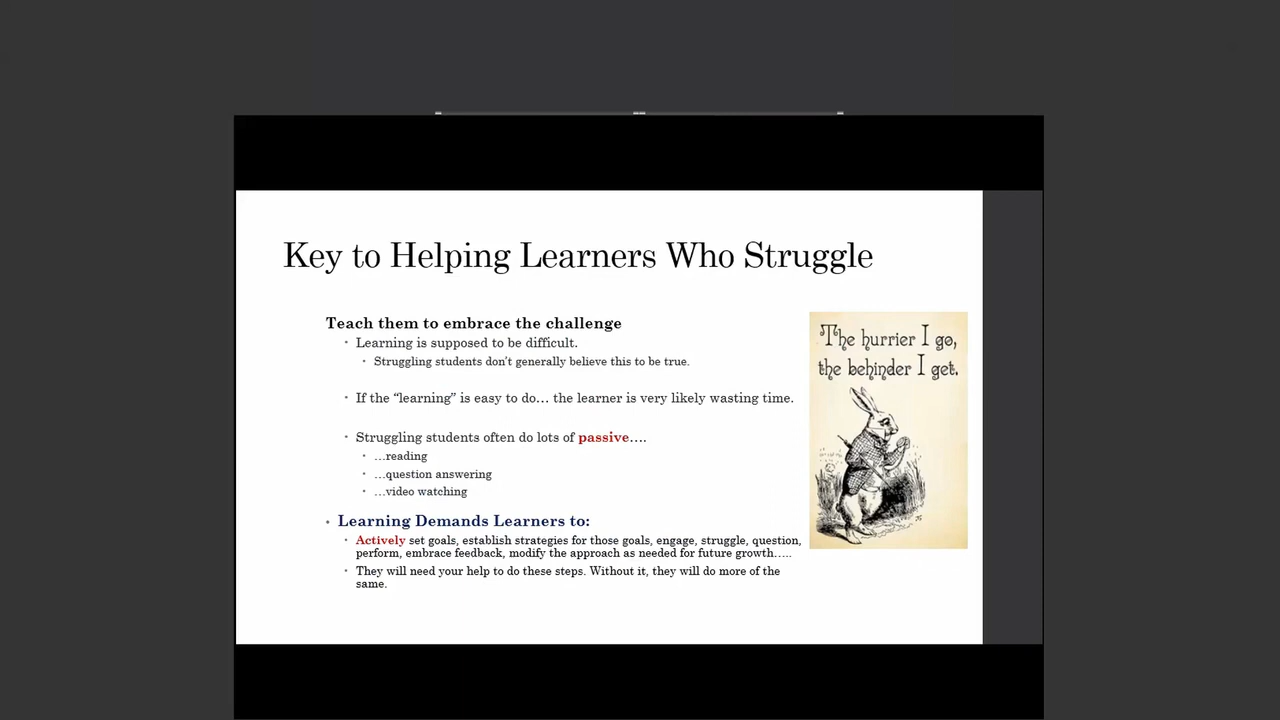 Key to Helping Learners Who Struggle
Teach them to embrace the challenge
Learning is supposed to be difficult.
Struggling students don't generally believe this to be true.
If the “learning” is easy to do… the learner is very likely wasting time.
Struggling students often do lots of passive….
…reading
…question answering
…video watching
Learning Demands Learners to:
Actively set goals, establish strategies for those goals, engage, struggle, question,
perform, embrace feedback, modify the approach as needed for future growth…..
They will need your help to do these steps. Without it, they will do more of the
same.
The hurrier I go,
the behinder I get.